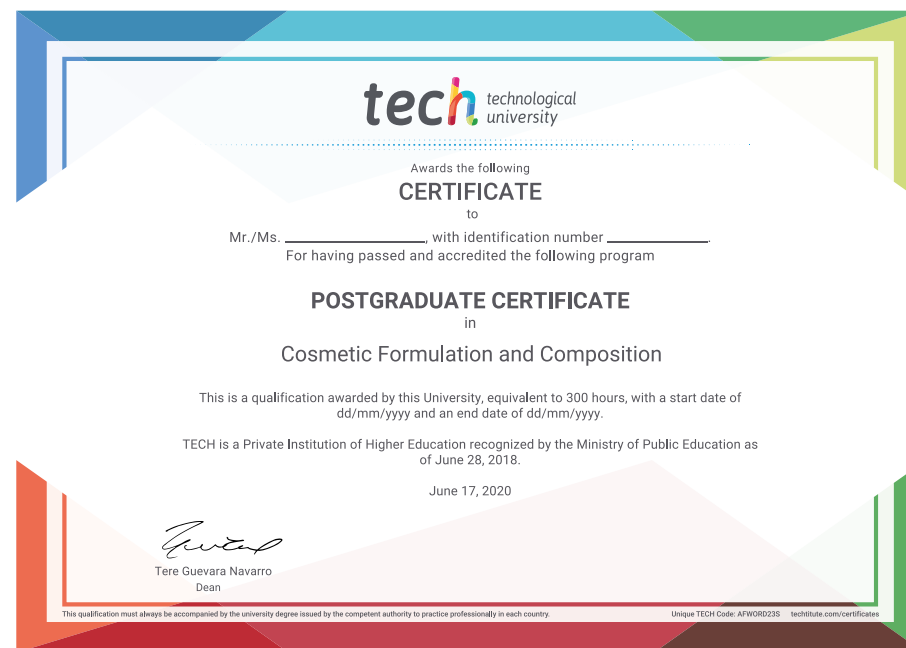 tech technological
university
Awards the following
CERTIFICATE
to
Mr./Ms. ____________________, with identification number ______________.
For having passed and accredited the following program
POSTGRADUATE CERTIFICATE
in
Cosmetic Formulation and Composition
This is a qualification awarded by this University, equivalent to 300 hours, with a start date of
dd/mm/yyyy and an end date of dd/mm/yyyy.
TECH is a Private Institution of Higher Education recognized by the Ministry of Public Education as
of June 28, 2018.
June 17, 2020
Tere Guevara Navarro
Dean
This qualification must always be accompanied by the university degree issued by the competent authority to practice professionally in each country. Unique TECH Code: AFWORD23S techtitute.com/certificates